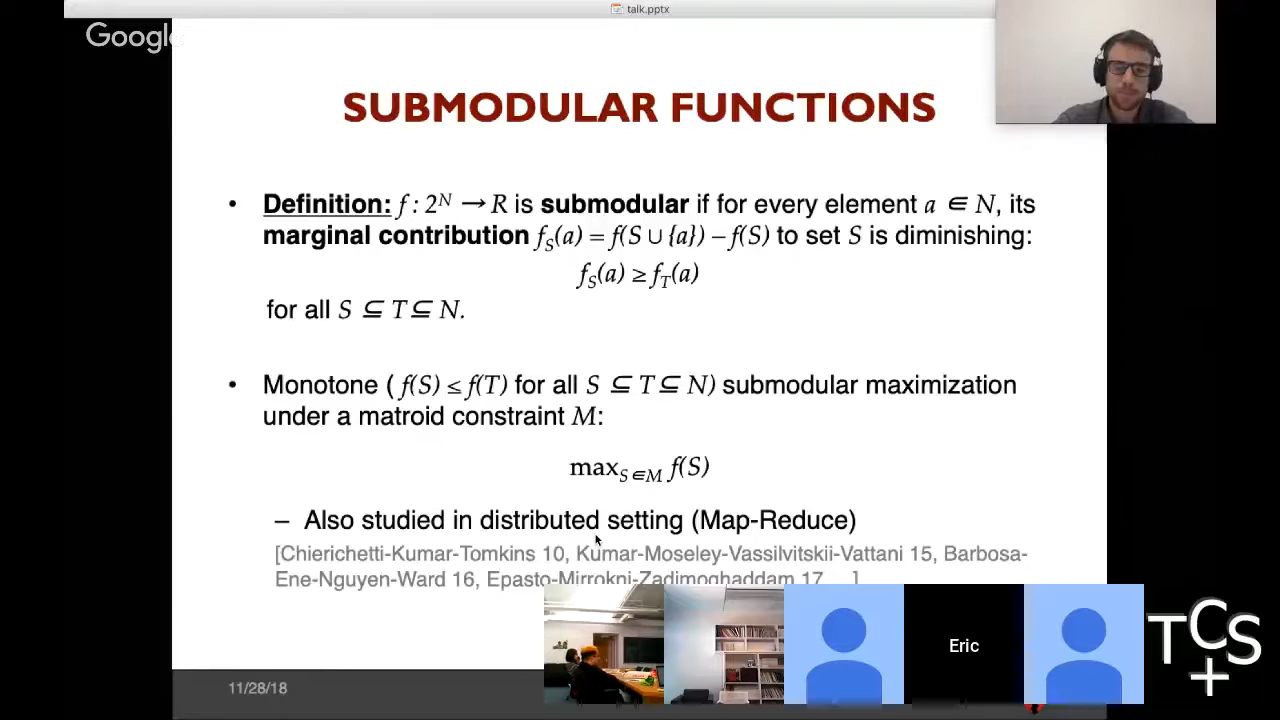 talk.pptx
Google
SUBMODULAR FUNCTIONS
• Definition: f : 2^N → R is submodular if for every element a ∈ N, its
marginal contribution f_S(a) = f(S ∪ {a}) – f(S) to set S is diminishing:
f_S(a) ≥ f_T(a)
for all S ⊆ T ⊆ N.
• Monotone ( f(S) ≤ f(T) for all S ⊆ T ⊆ N) submodular maximization
under a matroid constraint M:
max_{S∈M} f(S)
– Also studied in distributed setting (Map-Reduce)
[Chierichetti-Kumar-Tomkins 10, Kumar-Moseley-Vassilvitskii-Vattani 15, Barbosa-
Ene-Nguyen-Ward 16, Epasto-Mirrokni-Zadimoghaddam 17, ...]
Eric
TCS
+
11/28/18